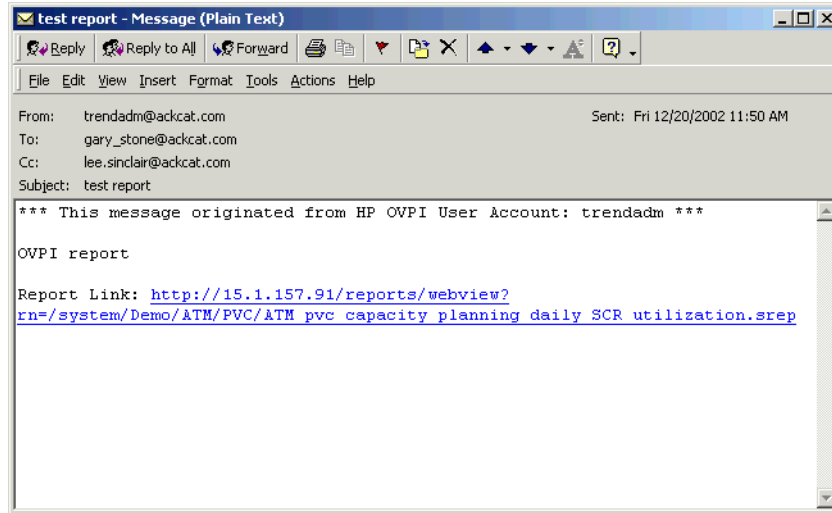 test report - Message (Plain Text)
Reply Reply to All Forward
File Edit View Insert Format Tools Actions Help
From: trendadm@ackcat.com Sent: Fri 12/20/2002 11:50 AM
To: gary_stone@ackcat.com
Cc: lee.sinclair@ackcat.com
Subject: test report
*** This message originated from HP OVPI User Account: trendadm ***
OVPI report
Report Link: http://15.1.157.91/reports/webview?
rn=/system/Demo/ATM/PVC/ATM pvc capacity planning daily SCR utilization.srep